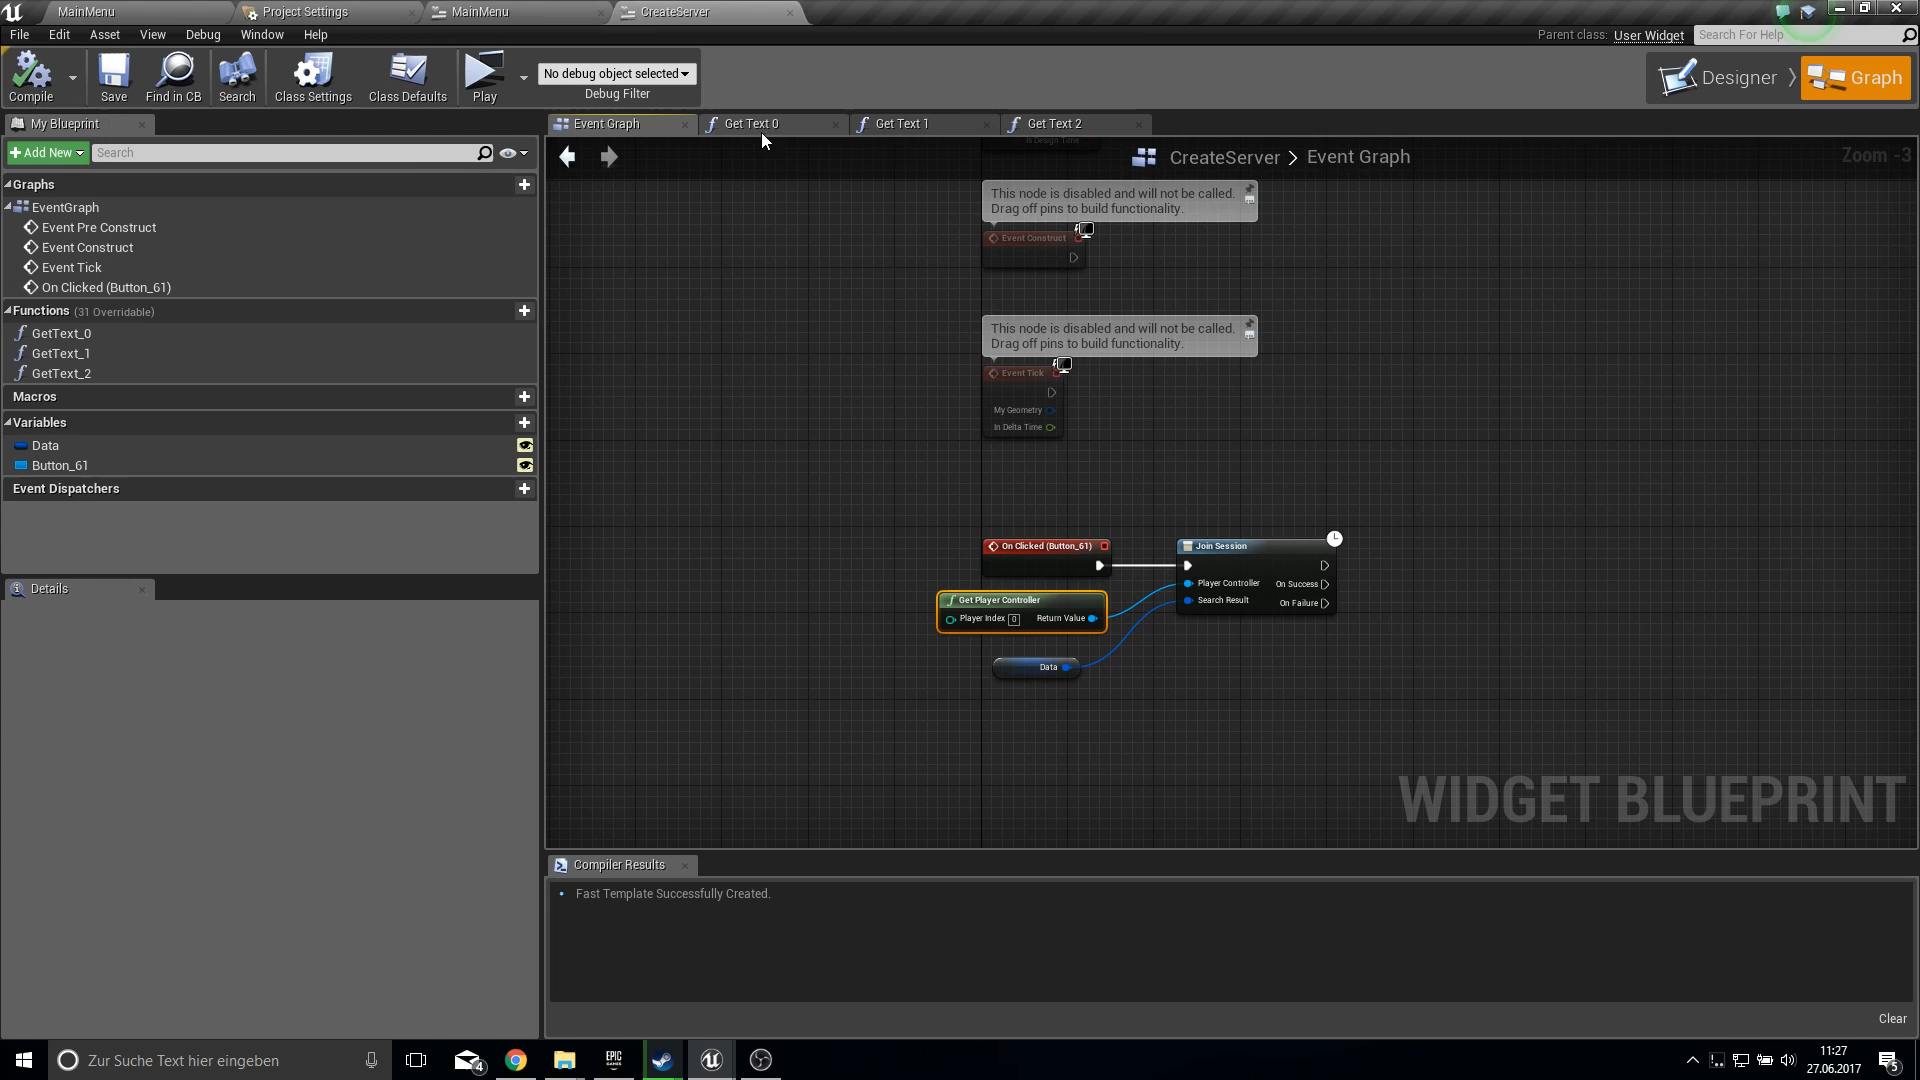 MainMenu
Project Settings
MainMenu
CreateServer
File Edit Asset View Debug Window Help
Parent class: User Widget
Search For Help
Compile
Save
Find in CB
Search
Class Settings
Class Defaults
Play
No debug object selected
Debug Filter
Designer
Graph
My Blueprint
Event Graph
Get Text 0
Get Text 1
Get Text 2
+ Add New
Search
CreateServer > Event Graph
Zoom -3
Is Design Time
Graphs
EventGraph
Event Pre Construct
Event Construct
Event Tick
On Clicked (Button_61)
Functions (31 Overridable)
GetText_0
GetText_1
GetText_2
Macros
Variables
Data
Button_61
Event Dispatchers
Details
This node is disabled and will not be called.
Drag off pins to build functionality.
Event Construct
This node is disabled and will not be called.
Drag off pins to build functionality.
Event Tick
My Geometry
In Delta Time
On Clicked (Button_61)
Join Session
Player Controller
On Success
Search Result
On Failure
Get Player Controller
Player Index 0
Return Value
Data
WIDGET BLUEPRINT
Compiler Results
• Fast Template Successfully Created.
Clear
Zur Suche Text hier eingeben
4
EPIC
GAMES
11:27
27.06.2017
5